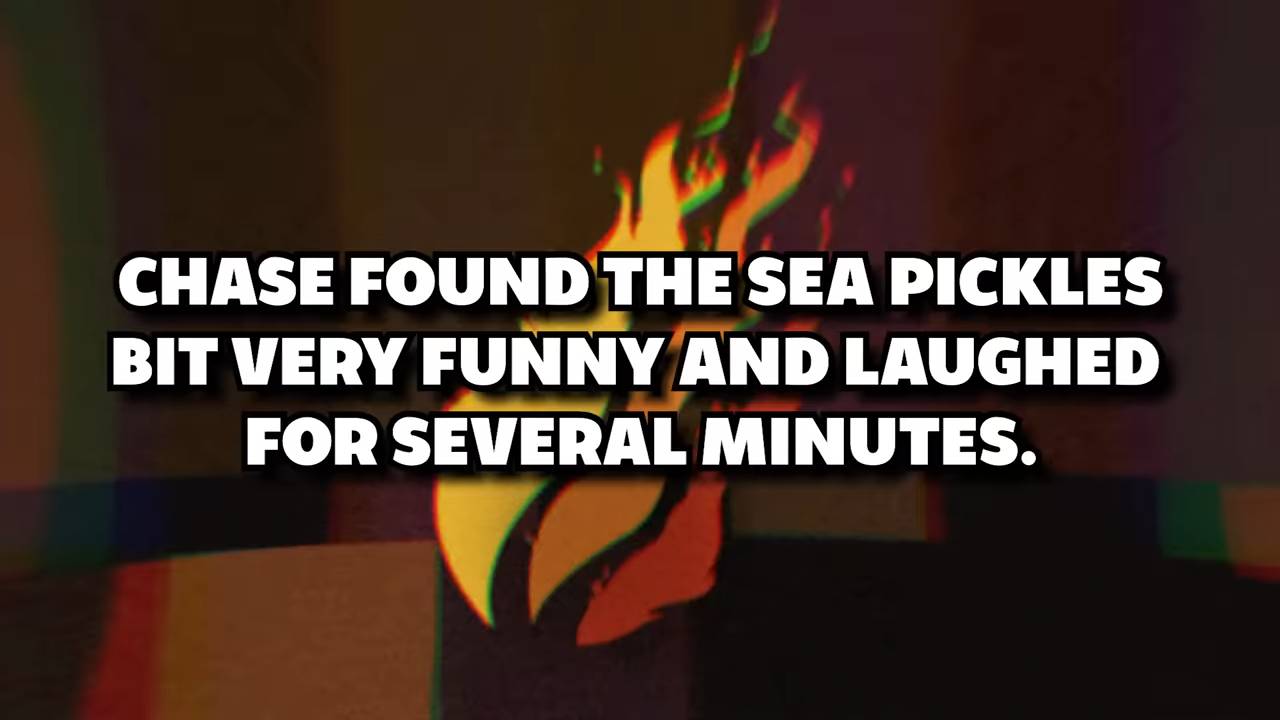 CHASE FOUND THE SEA PICKLES
BIT VERY FUNNY AND LAUGHED
FOR SEVERAL MINUTES.